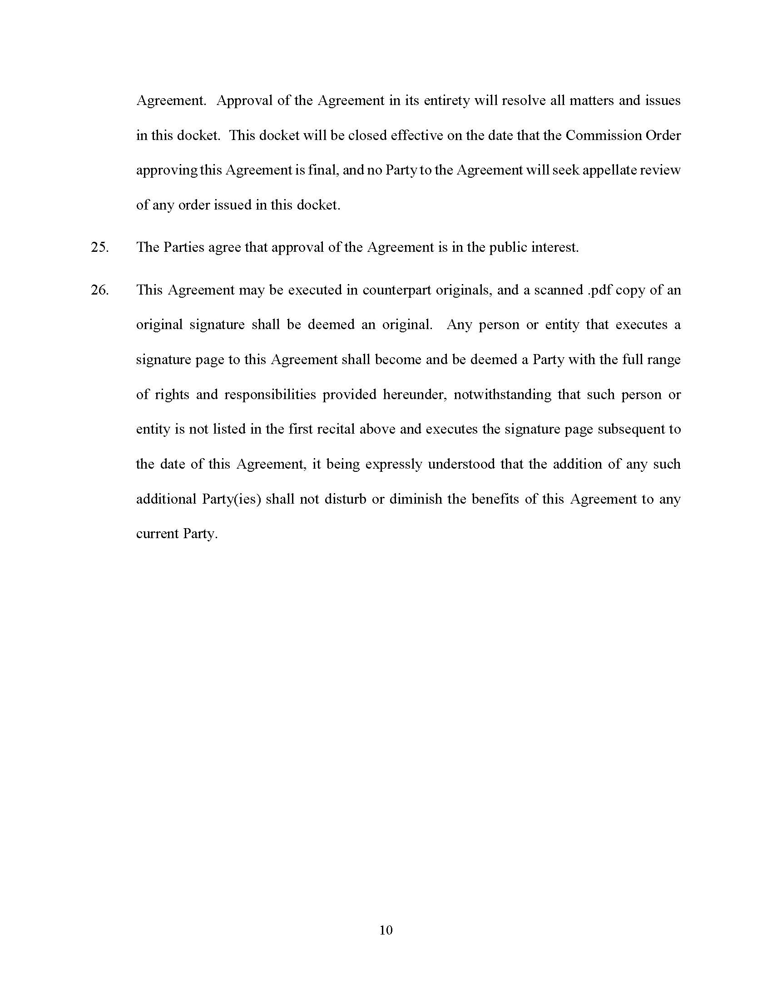 Agreement. Approval of the Agreement in its entirety will resolve all matters and issues
in this docket. This docket will be closed effective on the date that the Commission Order
approving this Agreement is final, and no Party to the Agreement will seek appellate review
of any order issued in this docket.
25. The Parties agree that approval of the Agreement is in the public interest.
26. This Agreement may be executed in counterpart originals, and a scanned .pdf copy of an
original signature shall be deemed an original. Any person or entity that executes a
signature page to this Agreement shall become and be deemed a Party with the full range
of rights and responsibilities provided hereunder, notwithstanding that such person or
entity is not listed in the first recital above and executes the signature page subsequent to
the date of this Agreement, it being expressly understood that the addition of any such
additional Party(ies) shall not disturb or diminish the benefits of this Agreement to any
current Party.
10